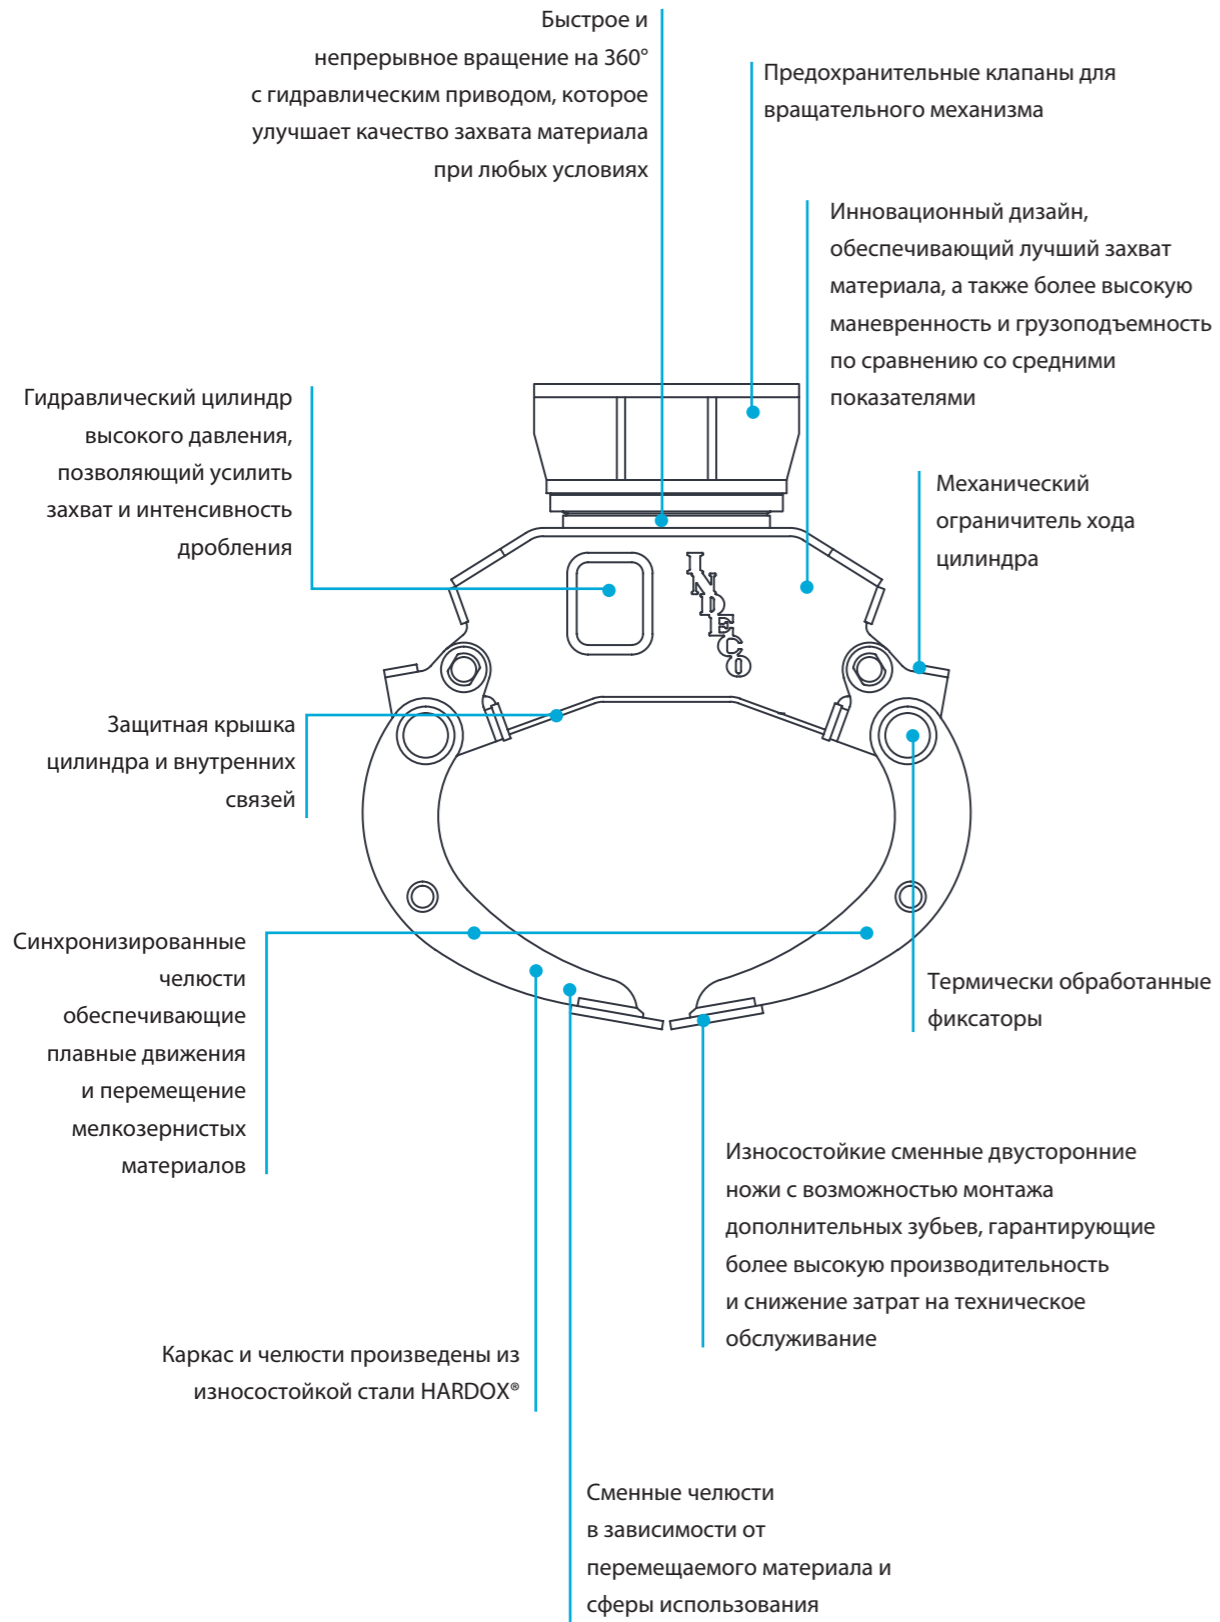 Быстрое и
непрерывное вращение на 360°
с гидравлическим приводом, которое
улучшает качество захвата материала
при любых условиях
Предохранительные клапаны для
вращательного механизма
Инновационный дизайн,
обеспечивающий лучший захват
материала, а также более высокую
маневренность и грузоподъемность
по сравнению со средними
показателями
Гидравлический цилиндр
высокого давления,
позволяющий усилить
захват и интенсивность
дробления
Механический
ограничитель хода
цилиндра
INDECO
Защитная крышка
цилиндра и внутренних
связей
Синхронизированные
челюсти
обеспечивающие
плавные движения
и перемещение
мелкозернистых
материалов
Термически обработанные
фиксаторы
Износостойкие сменные двусторонние
ножи с возможностью монтажа
дополнительных зубьев, гарантирующие
более высокую производительность
и снижение затрат на техническое
обслуживание
Каркас и челюсти произведены из
износостойкой стали HARDOX®
Сменные челюсти
в зависимости от
перемещаемого материала и
сферы использования